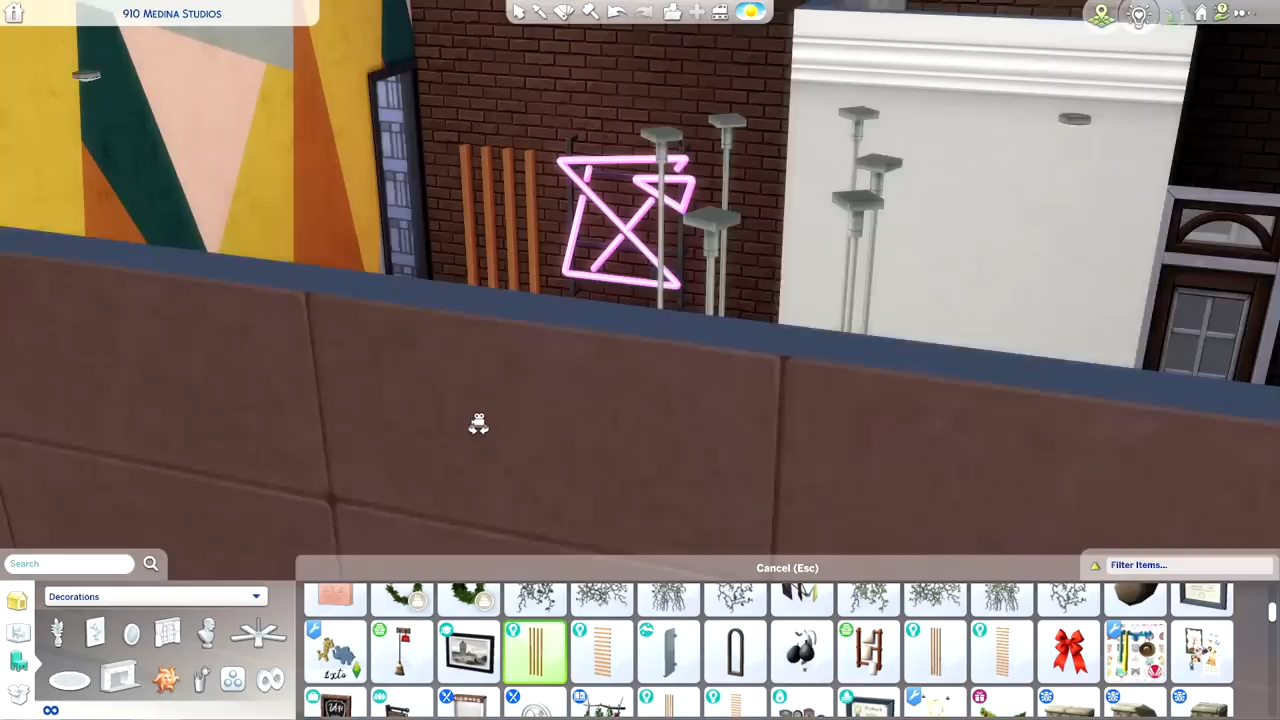 910 MEDINA STUDIOS
Search
Cancel (Esc)
Filter Items...
Decorations